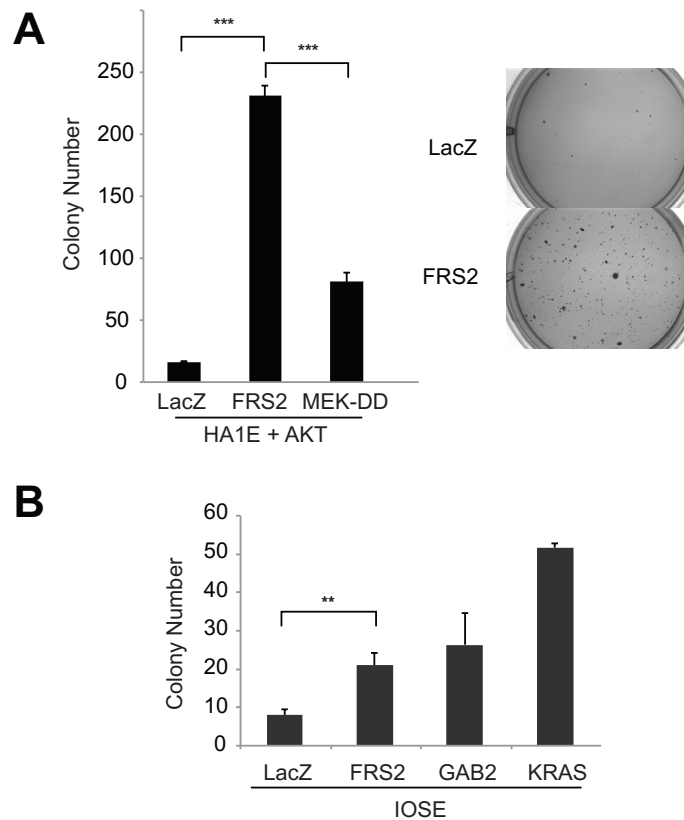 A
Colony Number
250
200
150
100
50
0
***
***
LacZ
FRS2
MEK-DD
HA1E + AKT
LacZ
FRS2
B
Colony Number
60
50
40
30
20
10
0
**
LacZ
FRS2
GAB2
KRAS
IOSE